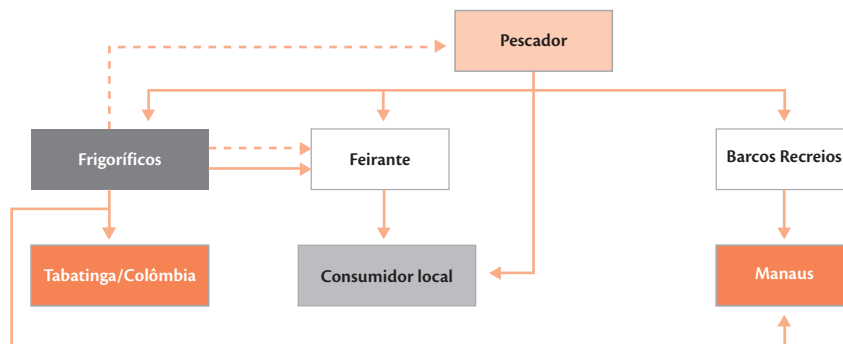 Pescador
Frigoríficos
Feirante
Barcos Recreios
Tabatinga/Colômbia
Consumidor local
Manaus